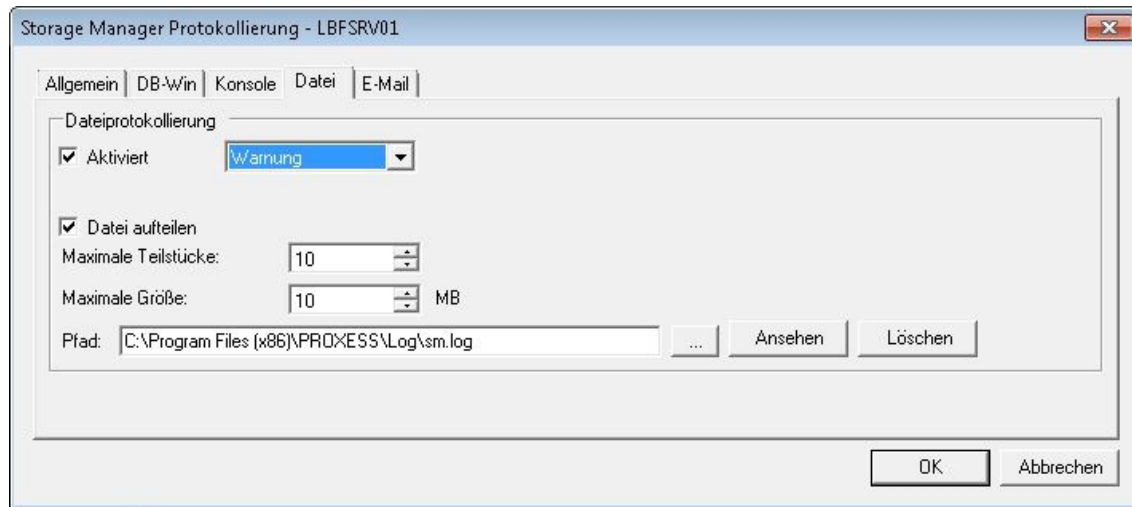 Storage Manager Protokollierung - LBFSRV01
Allgemein DB-Win Konsole Datei E-Mail
Dateiprotokollierung
Aktiviert Warnung
Datei aufteilen
Maximale Teilstücke: 10
Maximale Größe: 10 MB
Pfad: C:\Program Files (x86)\PROXESS\Log\sm.log ... Ansehen Löschen
OK Abbrechen